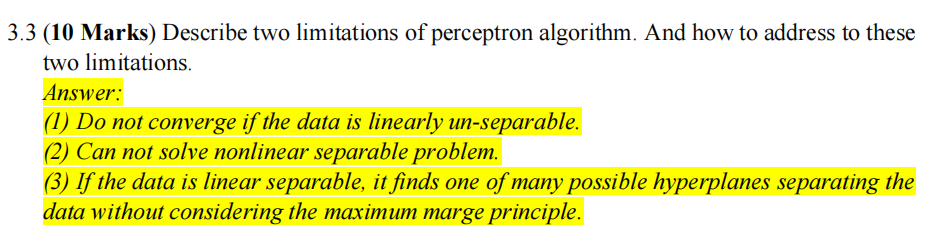 3.3 (10 Marks) Describe two limitations of perceptron algorithm. And how to address to these
two limitations.
Answer:
(1) Do not converge if the data is linearly un-separable.
(2) Can not solve nonlinear separable problem.
(3) If the data is linear separable, it finds one of many possible hyperplanes separating the
data without considering the maximum marge principle.